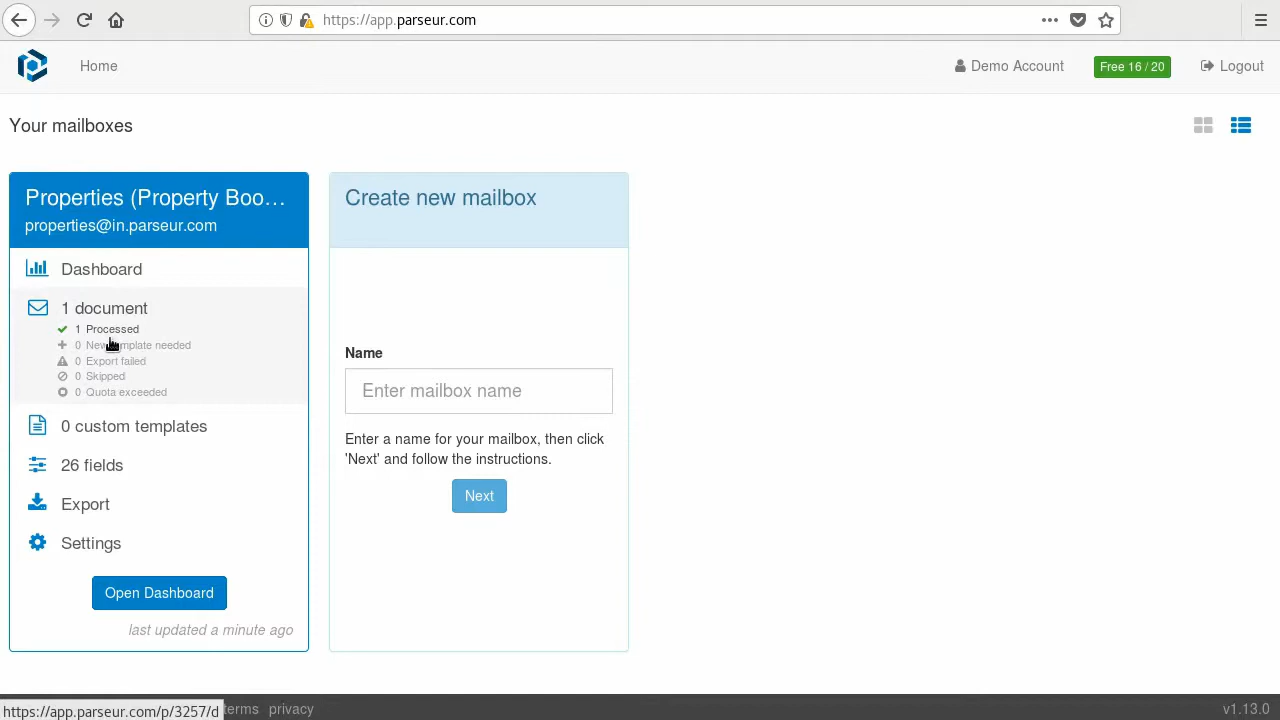 https://app.parseur.com
Home
Demo Account
Free 16 / 20
Logout
Your mailboxes
Properties (Property Boo…
properties@in.parseur.com
Dashboard
1 document
1 Processed
0 New template needed
0 Export failed
0 Skipped
0 Quota exceeded
0 custom templates
26 fields
Export
Settings
Open Dashboard
last updated a minute ago
Create new mailbox
Name
Enter mailbox name
Enter a name for your mailbox, then click
'Next' and follow the instructions.
Next
https://app.parseur.com/p/3257/d
terms privacy
v1.13.0